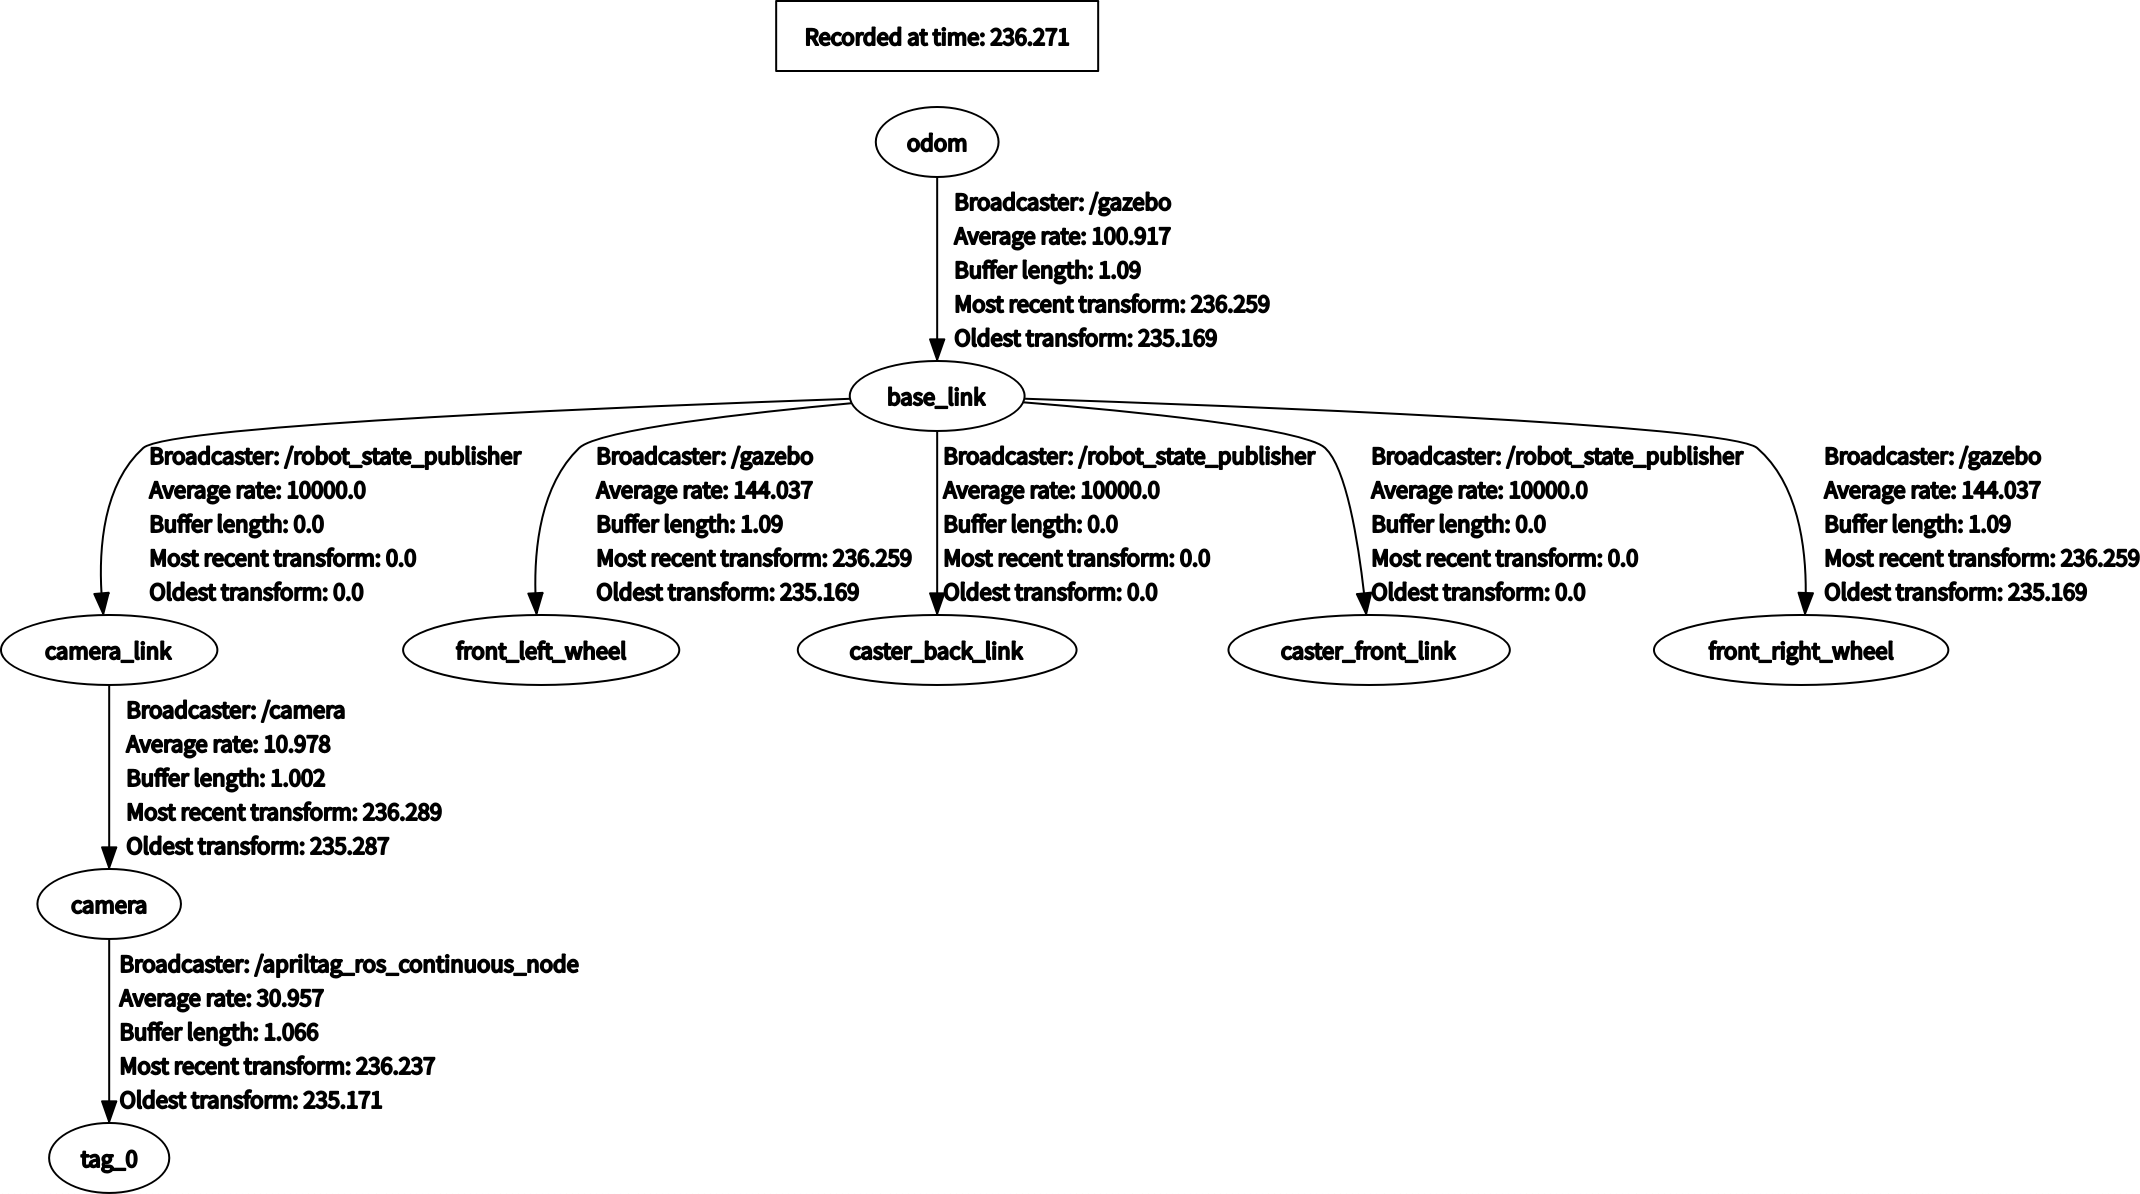 Recorded at time: 236.271
odom
Broadcaster: /gazebo
Average rate: 100.917
Buffer length: 1.09
Most recent transform: 236.259
Oldest transform: 235.169
base_link
Broadcaster: /robot_state_publisher
Average rate: 10000.0
Buffer length: 0.0
Most recent transform: 0.0
Oldest transform: 0.0
Broadcaster: /gazebo
Average rate: 144.037
Buffer length: 1.09
Most recent transform: 236.259
Oldest transform: 235.169
Broadcaster: /robot_state_publisher
Average rate: 10000.0
Buffer length: 0.0
Most recent transform: 0.0
Oldest transform: 0.0
Broadcaster: /robot_state_publisher
Average rate: 10000.0
Buffer length: 0.0
Most recent transform: 0.0
Oldest transform: 0.0
Broadcaster: /gazebo
Average rate: 144.037
Buffer length: 1.09
Most recent transform: 236.259
Oldest transform: 235.169
camera_link
front_left_wheel
caster_back_link
caster_front_link
front_right_wheel
Broadcaster: /camera
Average rate: 10.978
Buffer length: 1.002
Most recent transform: 236.289
Oldest transform: 235.287
camera
Broadcaster: /apriltag_ros_continuous_node
Average rate: 30.957
Buffer length: 1.066
Most recent transform: 236.237
Oldest transform: 235.171
tag_0